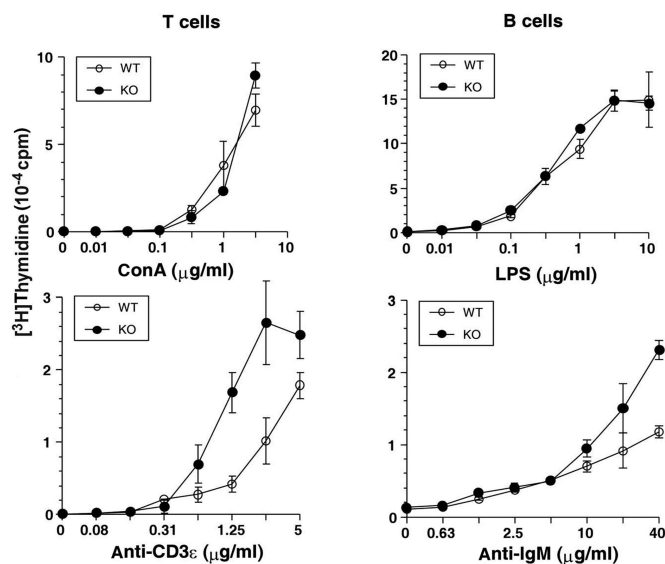 T cells
B cells
[³H]Thymidine (10⁻⁴ cpm)
10
5
0
WT
KO
0 0.01 0.1 1 10
ConA (μg/ml)
20
15
10
5
0
WT
KO
0 0.01 0.1 1 10
LPS (μg/ml)
3
2
1
0
WT
KO
0 0.08 0.31 1.25 5
Anti-CD3ε (μg/ml)
3
2
1
0
WT
KO
0 0.63 2.5 10 40
Anti-IgM (μg/ml)